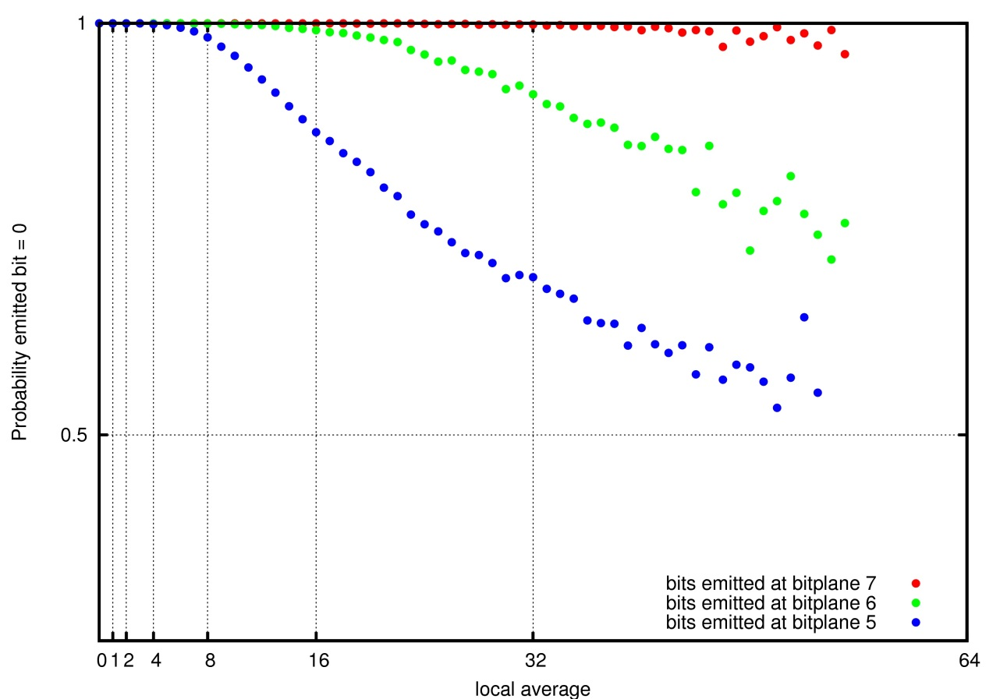 1
Probability emitted bit = 0
0.5
bits emitted at bitplane 7
bits emitted at bitplane 6
bits emitted at bitplane 5
0 1 2 4 8 16 32 64
local average